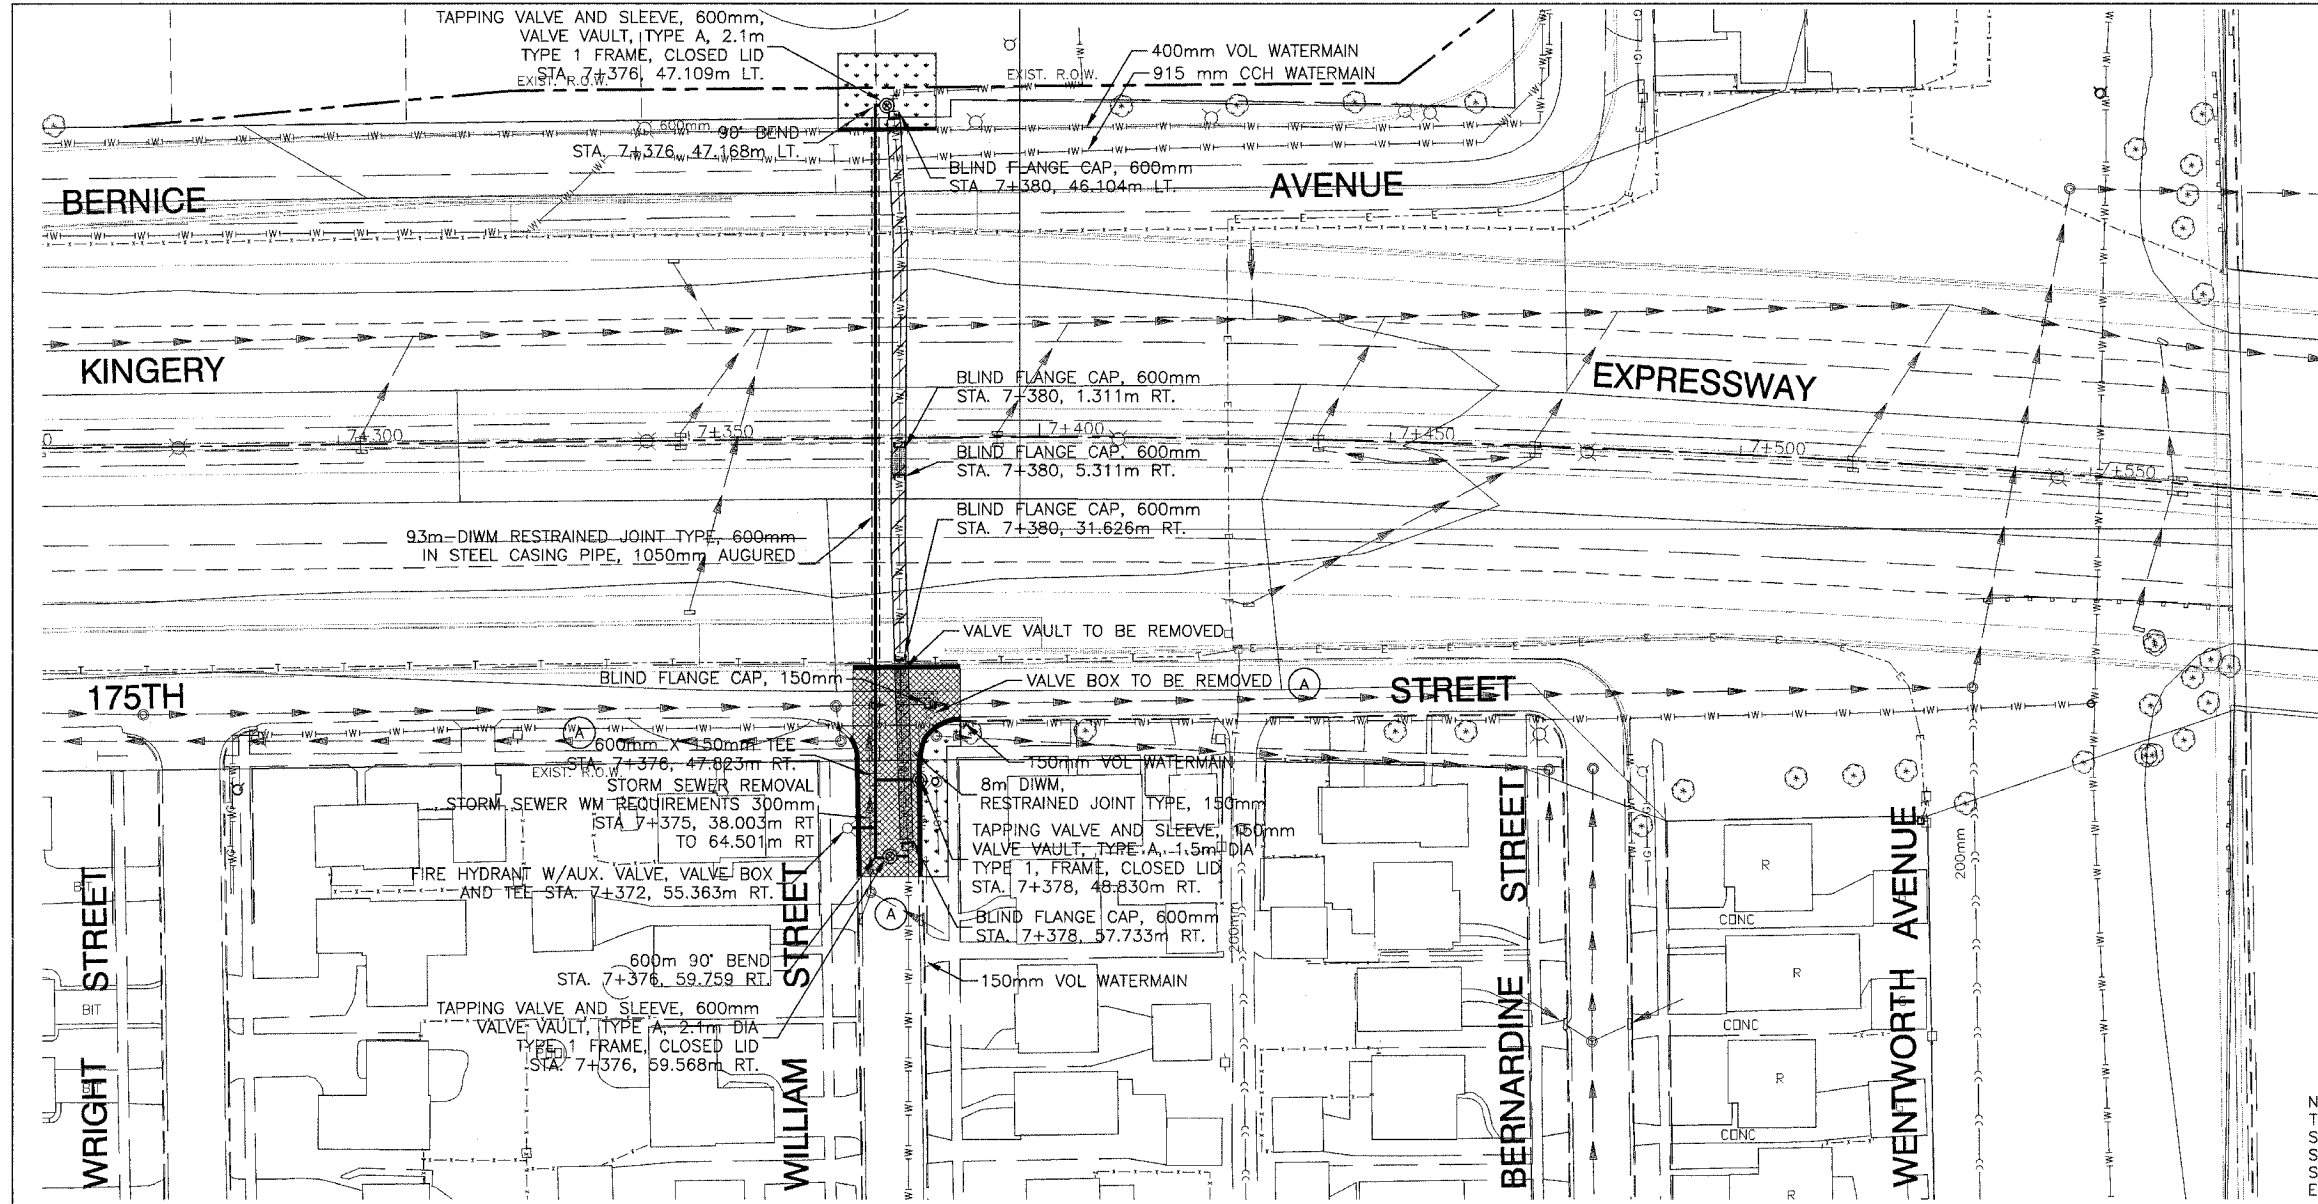 TAPPING VALVE AND SLEEVE, 600mm,
VALVE VAULT, TYPE A, 2.1m
TYPE 1 FRAME, CLOSED LID
STA. 7+376, 47.109m LT.
EXIST. R.O.W.
EXIST. R.O.W.
400mm VOL WATERMAIN
915 mm CCH WATERMAIN
600mm
90° BEND
STA. 7+376, 47.168m LT.
BLIND FLANGE CAP, 600mm
STA. 7+380, 46.104m LT.
BERNICE
AVENUE
KINGERY
EXPRESSWAY
BLIND FLANGE CAP, 600mm
STA. 7+380, 1.311m RT.
7+300
7+350
7+400
7+450
7+500
7+550
BLIND FLANGE CAP, 600mm
STA. 7+380, 5.311m RT.
BLIND FLANGE CAP, 600mm
STA. 7+380, 31.626m RT.
93m-DIWM RESTRAINED JOINT TYPE, 600mm
IN STEEL CASING PIPE, 1050mm AUGURED
VALVE VAULT TO BE REMOVED
BLIND FLANGE CAP, 150mm
VALVE BOX TO BE REMOVED
A
175TH
STREET
A
600mm X 150mm TEE
STA. 7+376, 47.823m RT.
EXIST. R.O.W.
STORM SEWER REMOVAL
STORM SEWER WM REQUIREMENTS 300mm
STA 7+375, 38.003m RT
TO 64.501m RT
150mm VOL WATERMAIN
8m DIWM,
RESTRAINED JOINT TYPE, 150mm
TAPPING VALVE AND SLEEVE, 150mm
VALVE VAULT, TYPE A, 1.5m DIA
TYPE 1, FRAME, CLOSED LID
STA. 7+378, 48.830m RT.
FIRE HYDRANT W/AUX. VALVE, VALVE BOX
AND TEE STA. 7+372, 55.363m RT.
A
BLIND FLANGE CAP, 600mm
STA. 7+378, 57.733m RT.
200mm
200mm
600m 90° BEND
STA. 7+376, 59.759 RT.
150mm VOL WATERMAIN
TAPPING VALVE AND SLEEVE, 600mm
VALVE VAULT, TYPE A, 2.1m DIA
TYPE 1 FRAME, CLOSED LID
STA. 7+376, 59.568m RT.
WRIGHT STREET
WILLIAM STREET
BERNARDINE STREET
WENTWORTH AVENUE
BIT
R
CONC
R
CONC
R
CONC
R
N
T
S
S
S
E